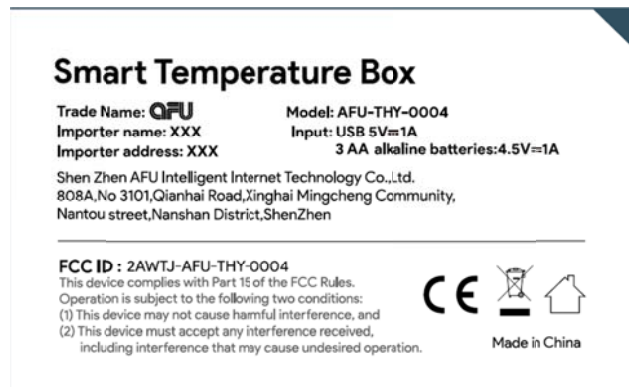 Smart Temperature Box
Trade Name: AFU
Model: AFU-THY-0004
Importer name: XXX
Input: USB 5V⎓1A
Importer address: XXX
3 AA alkaline batteries:4.5V⎓1A
Shen Zhen AFU Intelligent Internet Technology Co.,Ltd.
808A,No 3101,Qianhai Road,Xinghai Mingcheng Community,
Nantou street,Nanshan District,ShenZhen
FCC ID : 2AWTJ-AFU-THY-0004
This device complies with Part 15 of the FCC Rules.
Operation is subject to the following two conditions:
(1) This device may not cause harmful interference, and
(2) This device must accept any interference received,
including interference that may cause undesired operation.
CE
Made in China